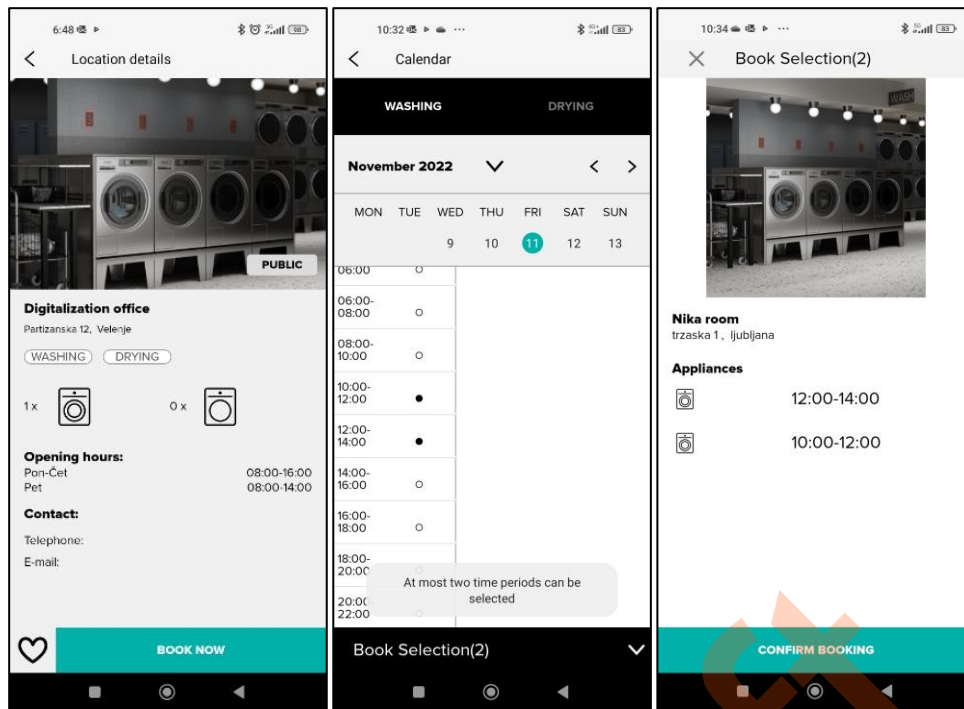 6:48
98
Location details
PUBLIC
Digitalization office
Partizanska 12, Velenje
WASHING
DRYING
1 x
0 x
Opening hours:
Pon-Čet 08:00-16:00
Pet 08:00-14:00
Contact:
Telephone:
E-mail:
BOOK NOW
10:32
83
Calendar
WASHING
DRYING
November 2022
MON TUE WED THU FRI SAT SUN
9 10 11 12 13
06:00
06:00-
08:00
08:00-
10:00
10:00-
12:00
12:00-
14:00
14:00-
16:00
16:00-
18:00
18:00-
20:00
20:00-
22:00
At most two time periods can be
selected
Book Selection(2)
10:34
83
Book Selection(2)
WASH
Nika room
trzaska 1, ljubljana
Appliances
12:00-14:00
10:00-12:00
CONFIRM BOOKING